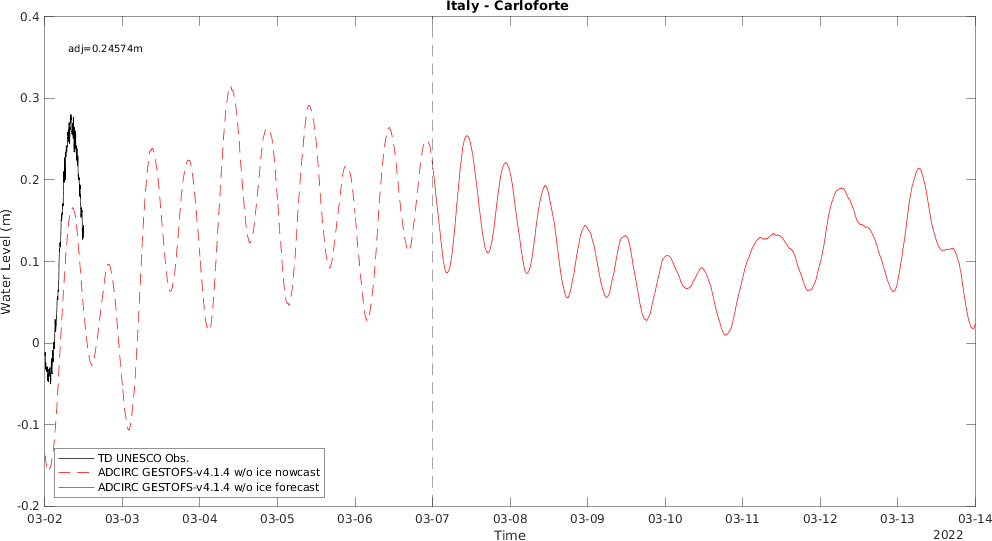 Italy - Carloforte
adj=0.24574m
0.4
0.3
0.2
0.1
0
-0.1
-0.2
Water Level (m)
TD UNESCO Obs.
ADCIRC GESTOFS-v4.1.4 w/o ice nowcast
ADCIRC GESTOFS-v4.1.4 w/o ice forecast
03-02 03-03 03-04 03-05 03-06 03-07 03-08 03-09 03-10 03-11 03-12 03-13 03-14
Time
2022